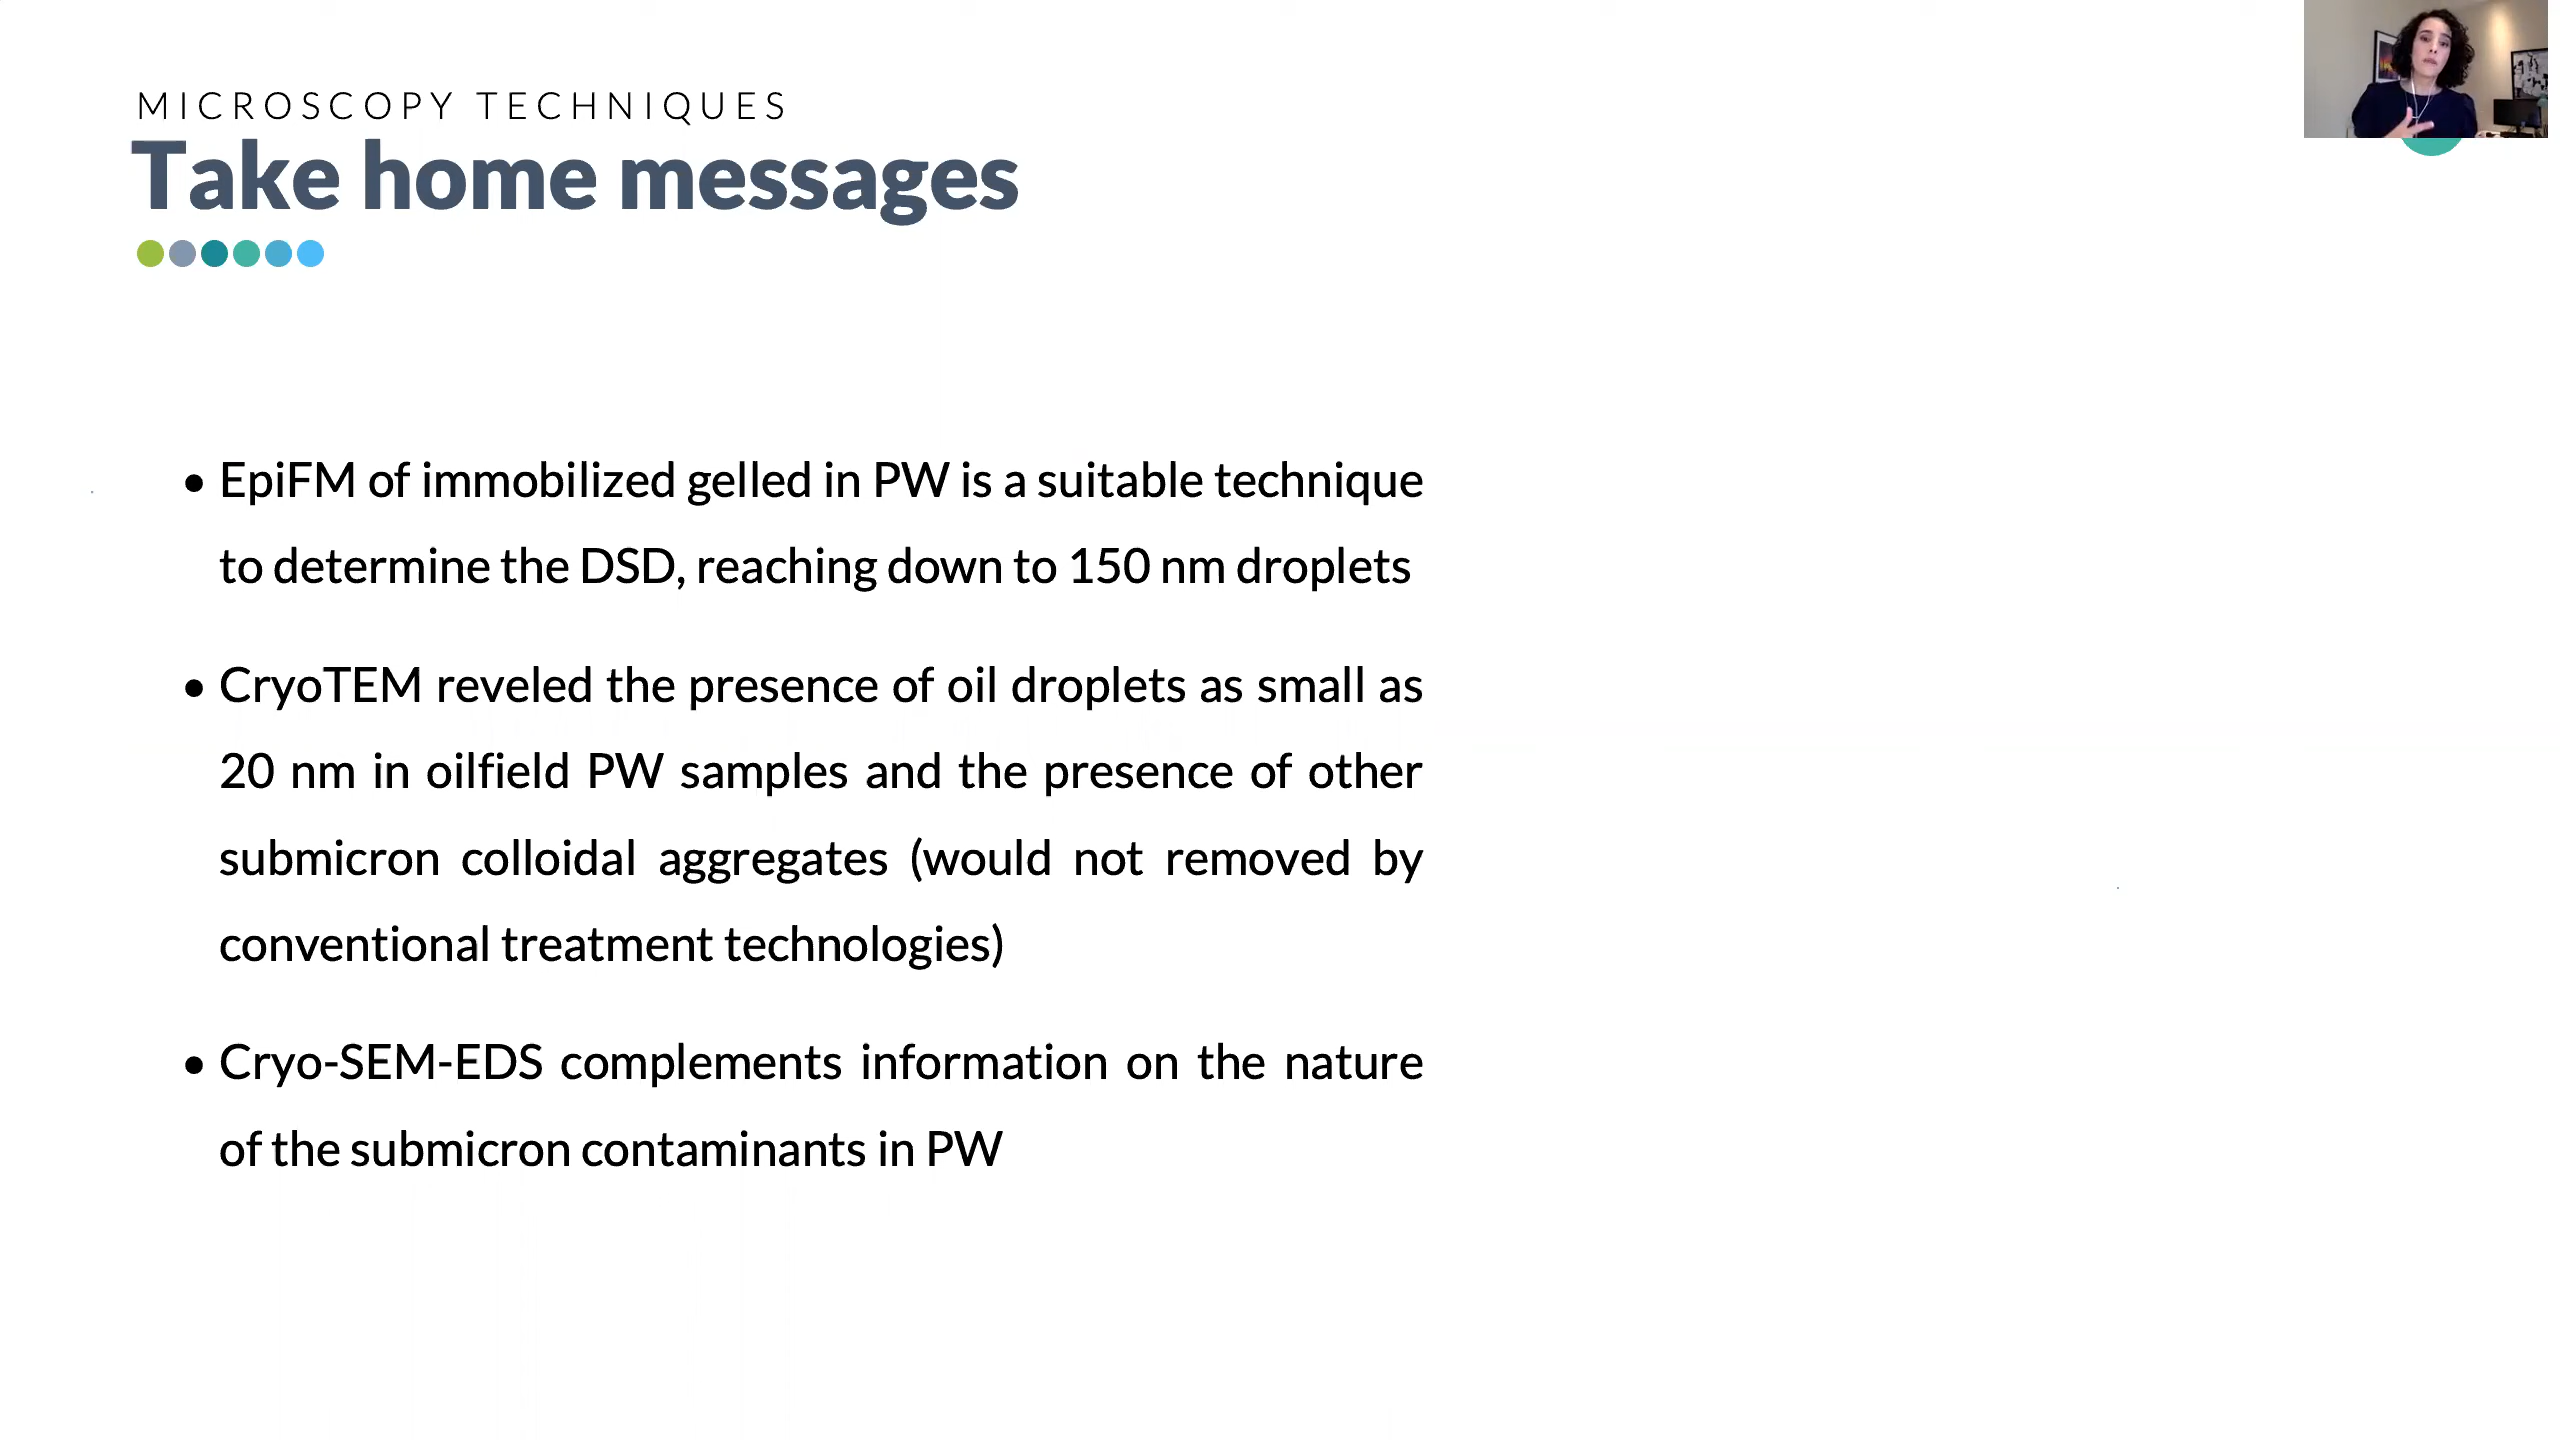 MICROSCOPY TECHNIQUES
Take home messages
• EpiFM of immobilized gelled in PW is a suitable technique
to determine the DSD, reaching down to 150 nm droplets
• CryoTEM reveled the presence of oil droplets as small as
20 nm in oilfield PW samples and the presence of other
submicron colloidal aggregates (would not removed by
conventional treatment technologies)
• Cryo-SEM-EDS complements information on the nature
of the submicron contaminants in PW